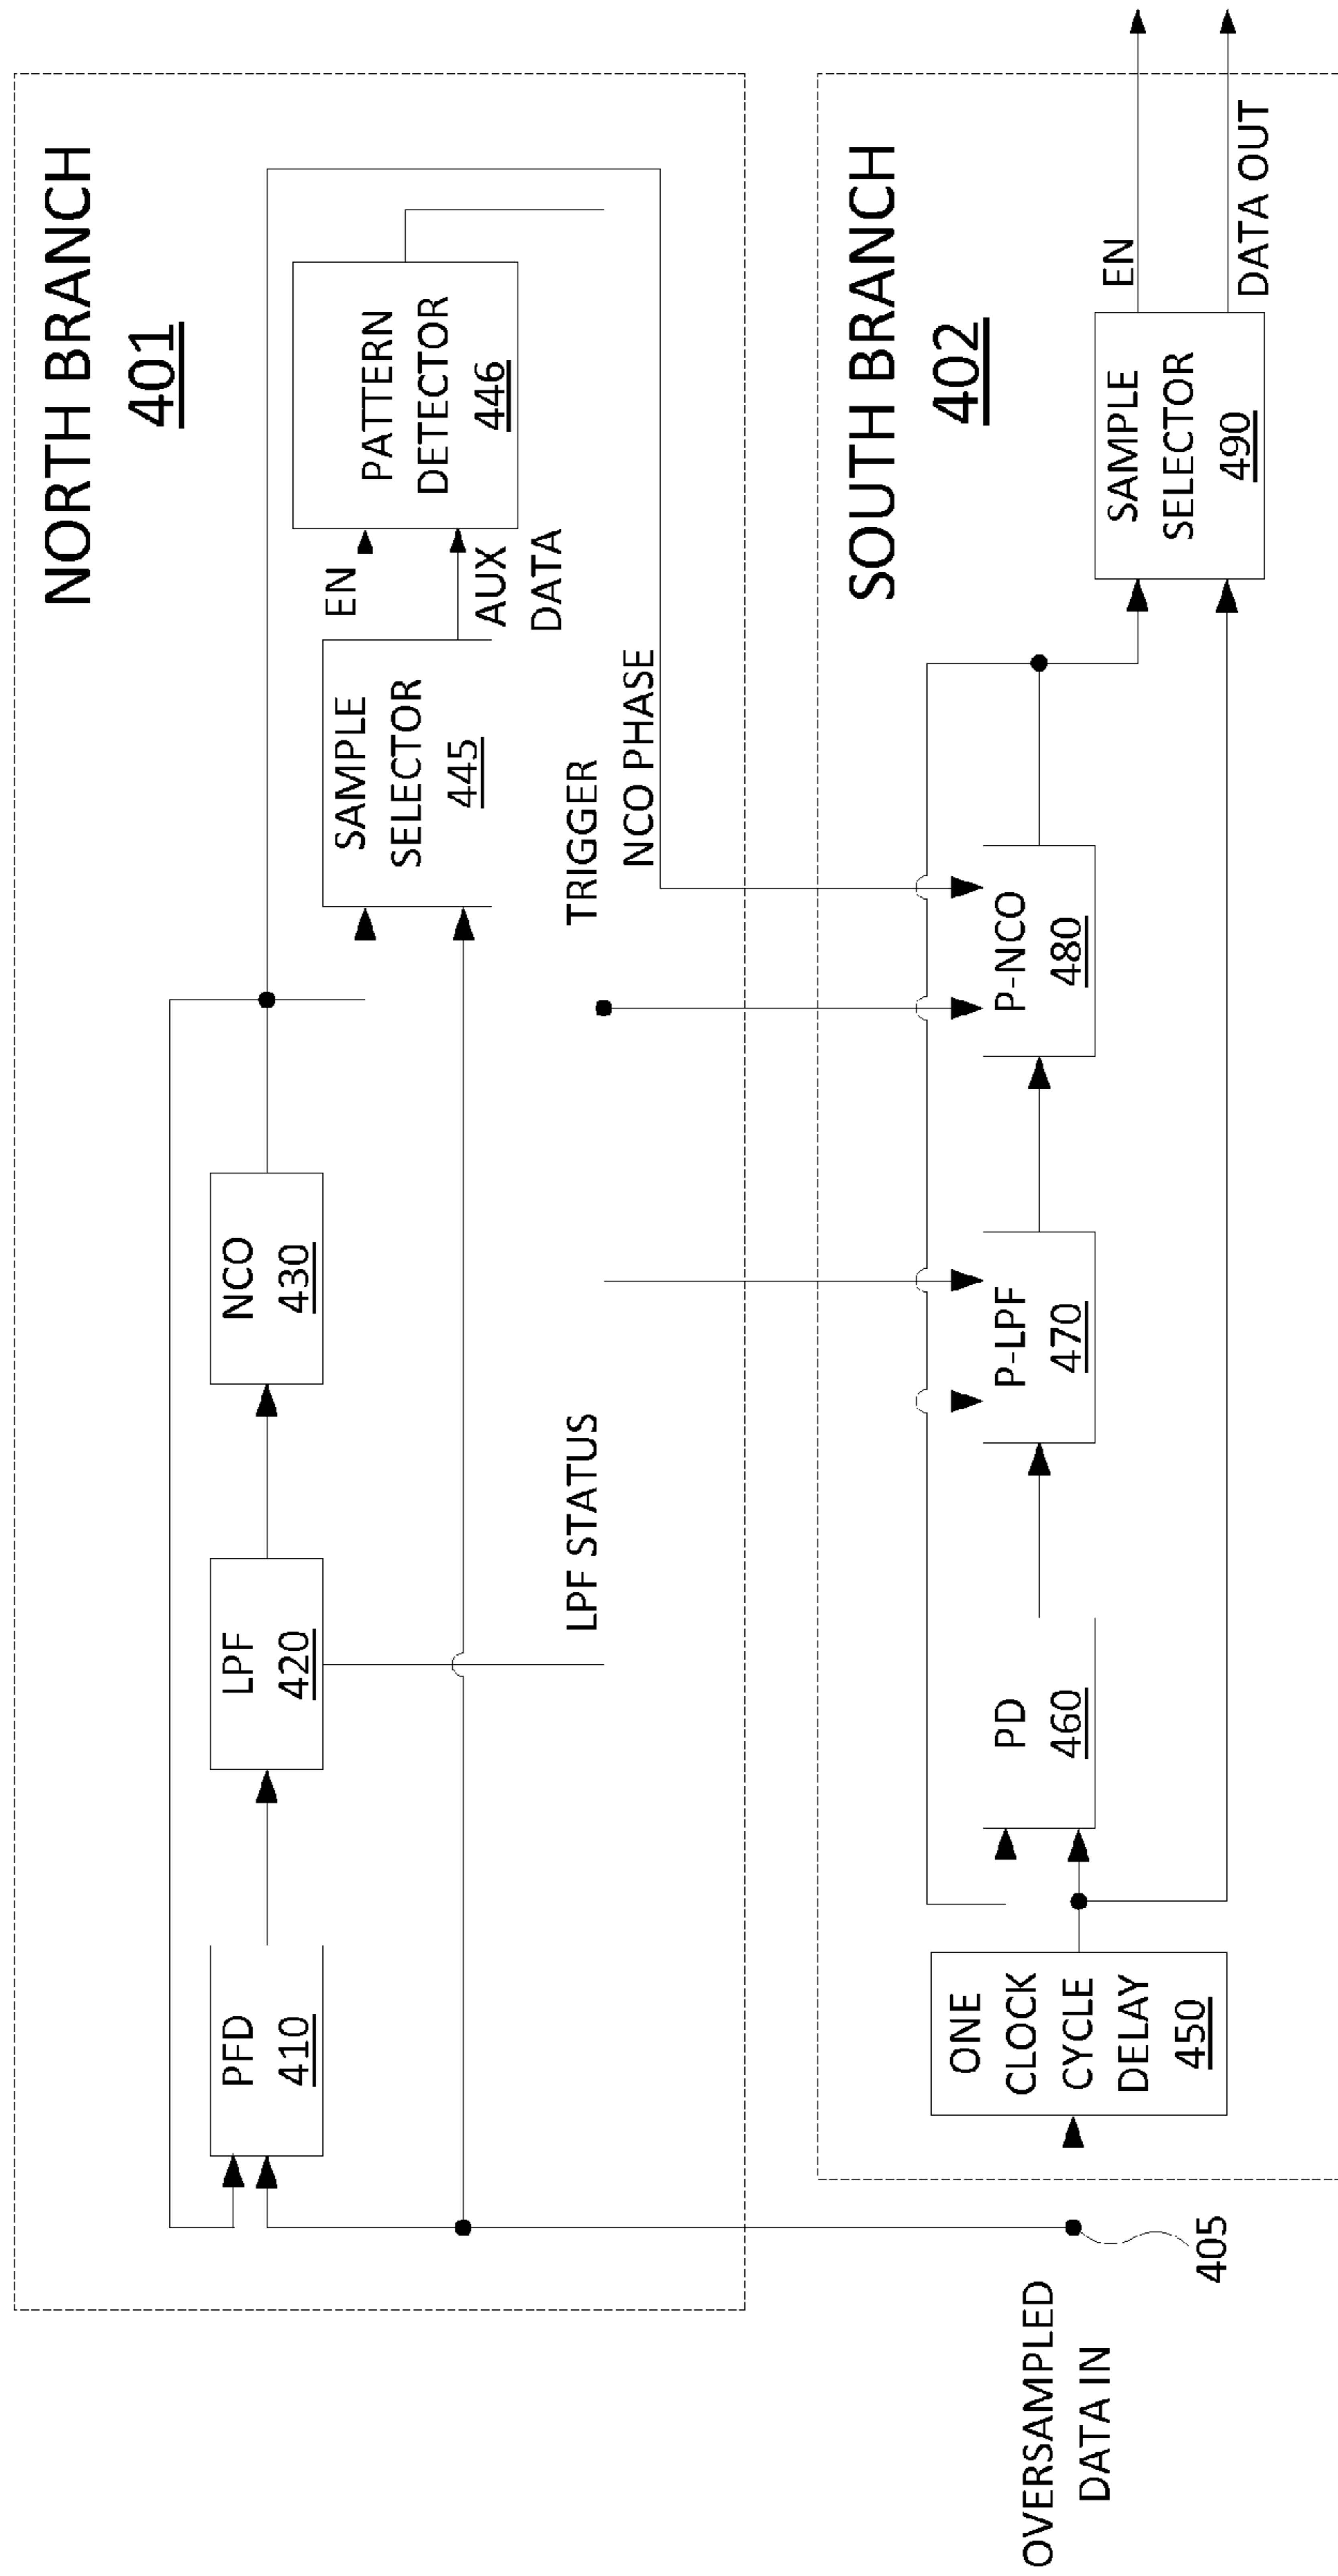 NORTH BRANCH
401
PFD
410
LPF
420
NCO
430
SAMPLE
SELECTOR
445
EN
AUX
DATA
PATTERN
DETECTOR
446
LPF STATUS
TRIGGER
NCO PHASE
SOUTH BRANCH
402
OVERSAMPLED
DATA IN
405
ONE
CLOCK
CYCLE
DELAY
450
PD
460
P-LPF
470
P-NCO
480
SAMPLE
SELECTOR
490
EN
DATA OUT